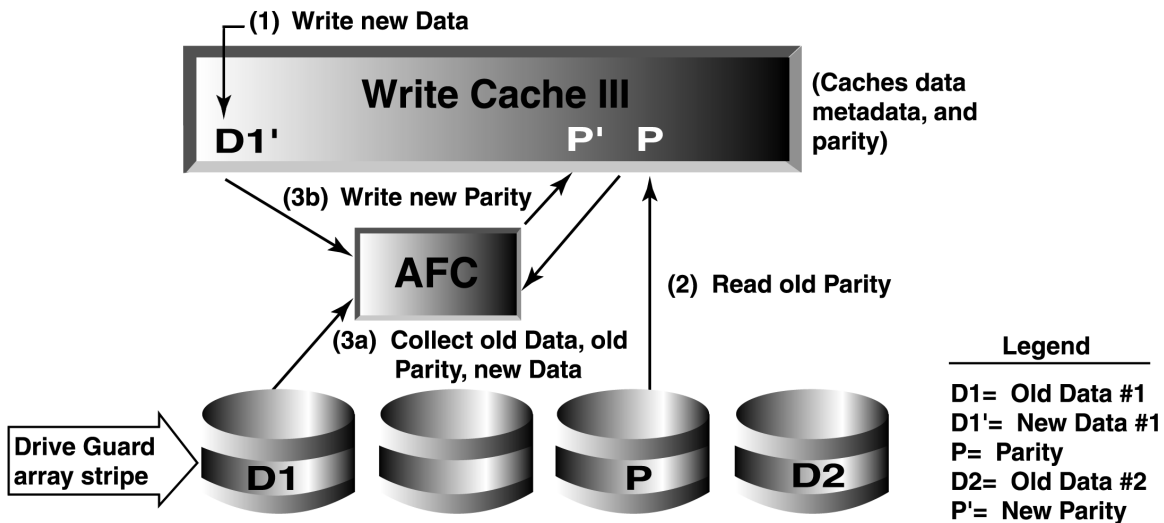 (1) Write new Data
Write Cache III
(Caches data
metadata, and
parity)
D1'
P' P
(3b) Write new Parity
AFC
(2) Read old Parity
(3a) Collect old Data, old
Parity, new Data
Drive Guard
array stripe
D1
P
D2
Legend
D1= Old Data #1
D1'= New Data #1
P= Parity
D2= Old Data #2
P'= New Parity